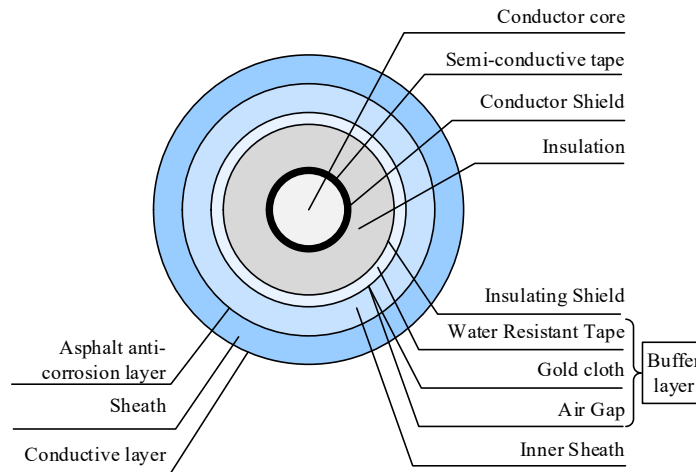 Conductor core
Semi-conductive tape
Conductor Shield
Insulation
Insulating Shield
Water Resistant Tape
Gold cloth
Air Gap
Inner Sheath
Buffer
layer
Asphalt anti-
corrosion layer
Sheath
Conductive layer